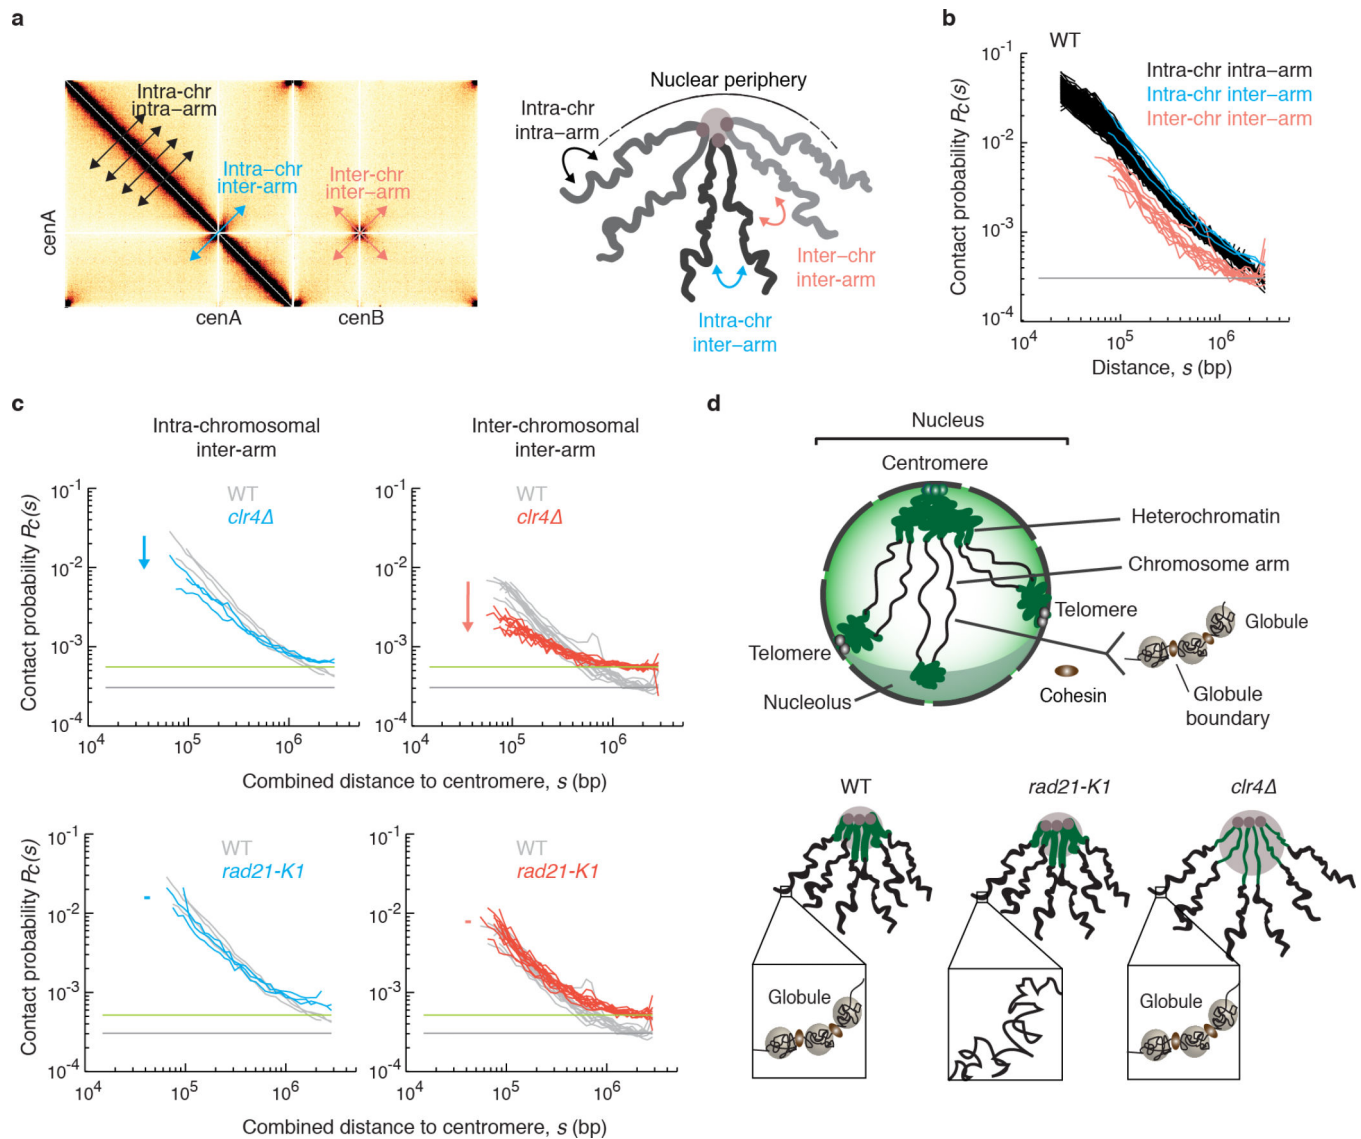 a
Intra-chr
intra–arm
Intra–chr
inter-arm
Inter-chr
inter–arm
cenA
cenA
cenB
Nuclear periphery
Intra-chr
intra–arm
Inter–chr
inter-arm
Intra-chr
inter–arm
b
WT
Intra-chr intra–arm
Intra-chr inter–arm
Inter-chr inter–arm
Contact probability Pc(s)
10-1
10-2
10-3
10-4
104
105
106
Distance, s (bp)
c
Intra-chromosomal
inter-arm
Inter-chromosomal
inter-arm
Contact probability Pc(s)
10-1
10-2
10-3
10-4
WT
clr4Δ
104
105
106
10-1
10-2
10-3
10-4
WT
clr4Δ
104
105
106
Combined distance to centromere, s (bp)
Contact probability Pc(s)
10-1
10-2
10-3
10-4
WT
rad21-K1
104
105
106
10-1
10-2
10-3
10-4
WT
rad21-K1
104
105
106
Combined distance to centromere, s (bp)
d
Nucleus
Centromere
Heterochromatin
Chromosome arm
Telomere
Globule
Telomere
Nucleolus
Cohesin
Globule
boundary
WT
rad21-K1
clr4Δ
Globule
Globule